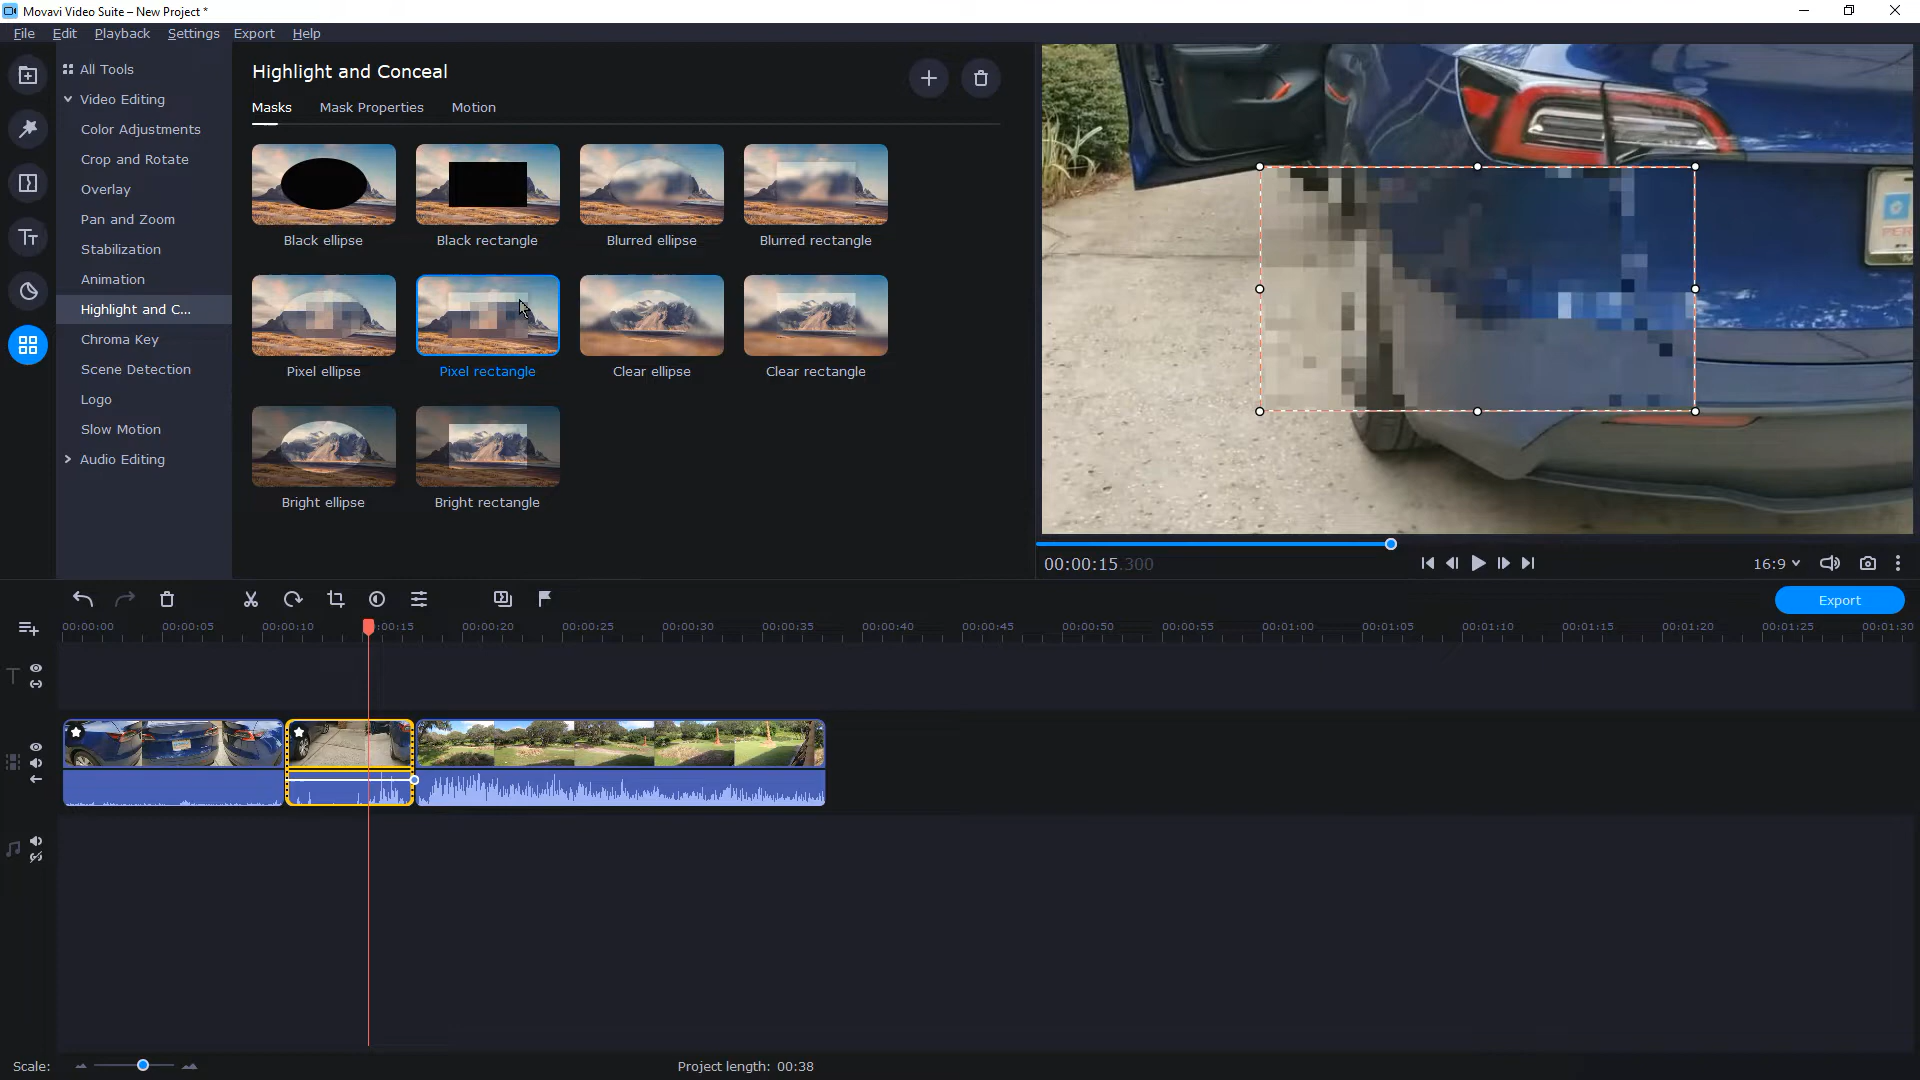 Movavi Video Suite – New Project *
File Edit Playback Settings Export Help
All Tools
Video Editing
Color Adjustments
Crop and Rotate
Overlay
Pan and Zoom
Stabilization
Animation
Highlight and C...
Chroma Key
Scene Detection
Logo
Slow Motion
Audio Editing
Highlight and Conceal
Masks Mask Properties Motion
Black ellipse Black rectangle Blurred ellipse Blurred rectangle
Pixel ellipse Pixel rectangle Clear ellipse Clear rectangle
Bright ellipse Bright rectangle
PER
00:00:15.300
16:9
Export
00:00:00 00:00:05 00:00:10 00:00:15 00:00:20 00:00:25 00:00:30 00:00:35 00:00:40 00:00:45 00:00:50 00:00:55 00:01:00 00:01:05 00:01:10 00:01:15 00:01:20 00:01:25 00:01:30
Scale:
Project length: 00:38